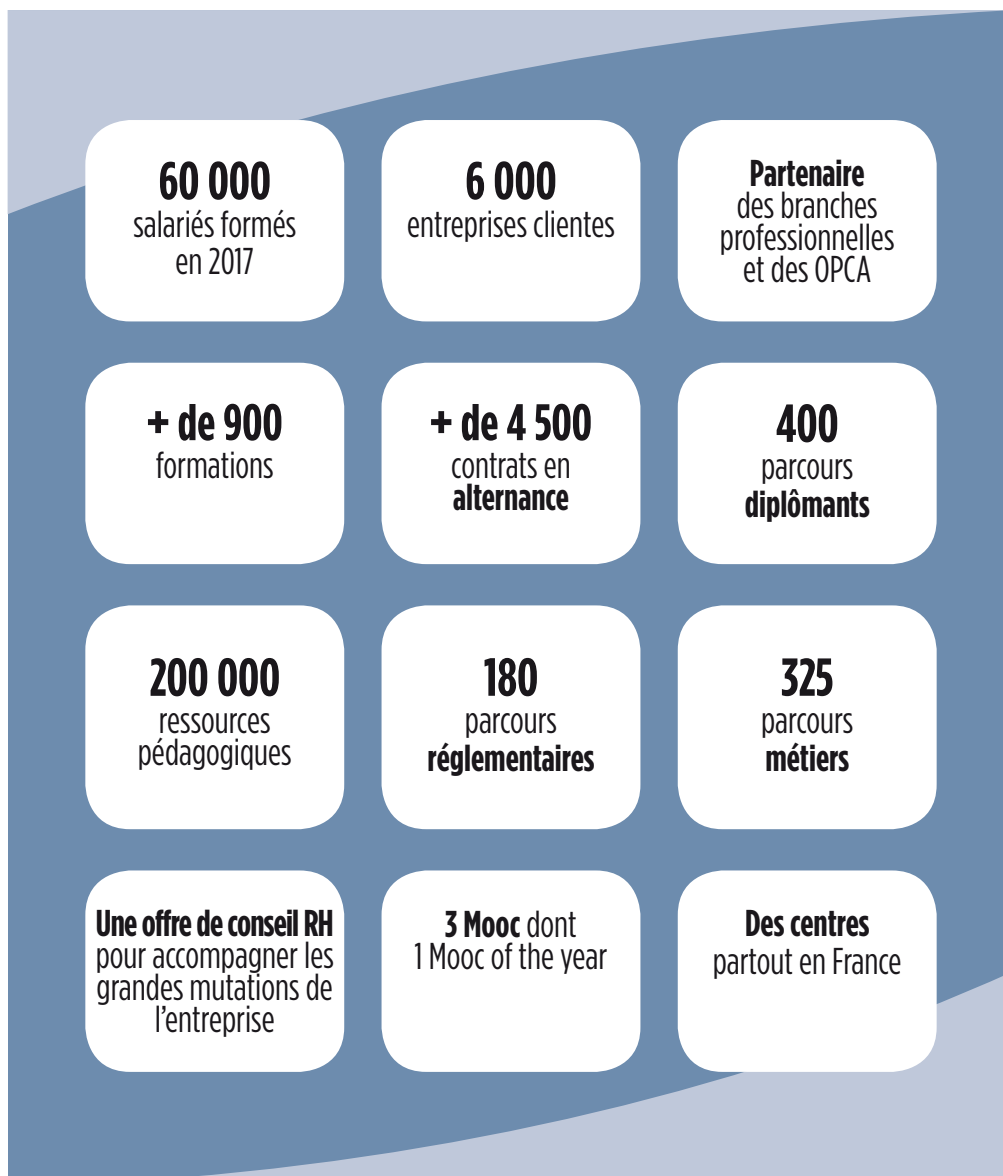 60 000
salariés formés
en 2017
6 000
entreprises clientes
Partenaire
des branches
professionnelles
et des OPCA
+ de 900
formations
+ de 4 500
contrats en
alternance
400
parcours
diplômants
200 000
ressources
pédagogiques
180
parcours
réglementaires
325
parcours
métiers
Une offre de conseil RH
pour accompagner les
grandes mutations de
l’entreprise
3 Mooc dont
1 Mooc of the year
Des centres
partout en France